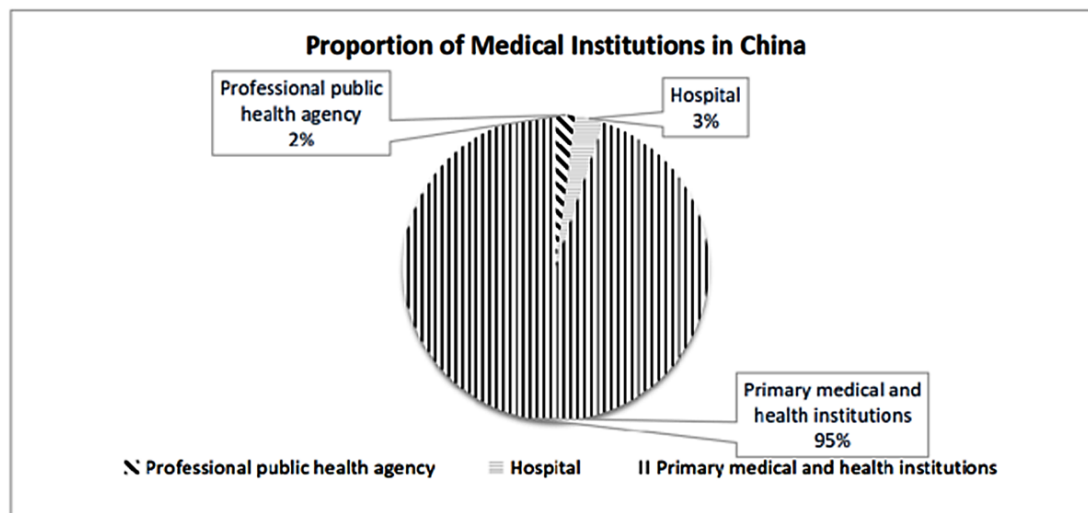 Proportion of Medical Institutions in China
Professional public
health agency
2%
Hospital
3%
Primary medical and
health institutions
95%
Professional public health agency
Hospital
Primary medical and health institutions